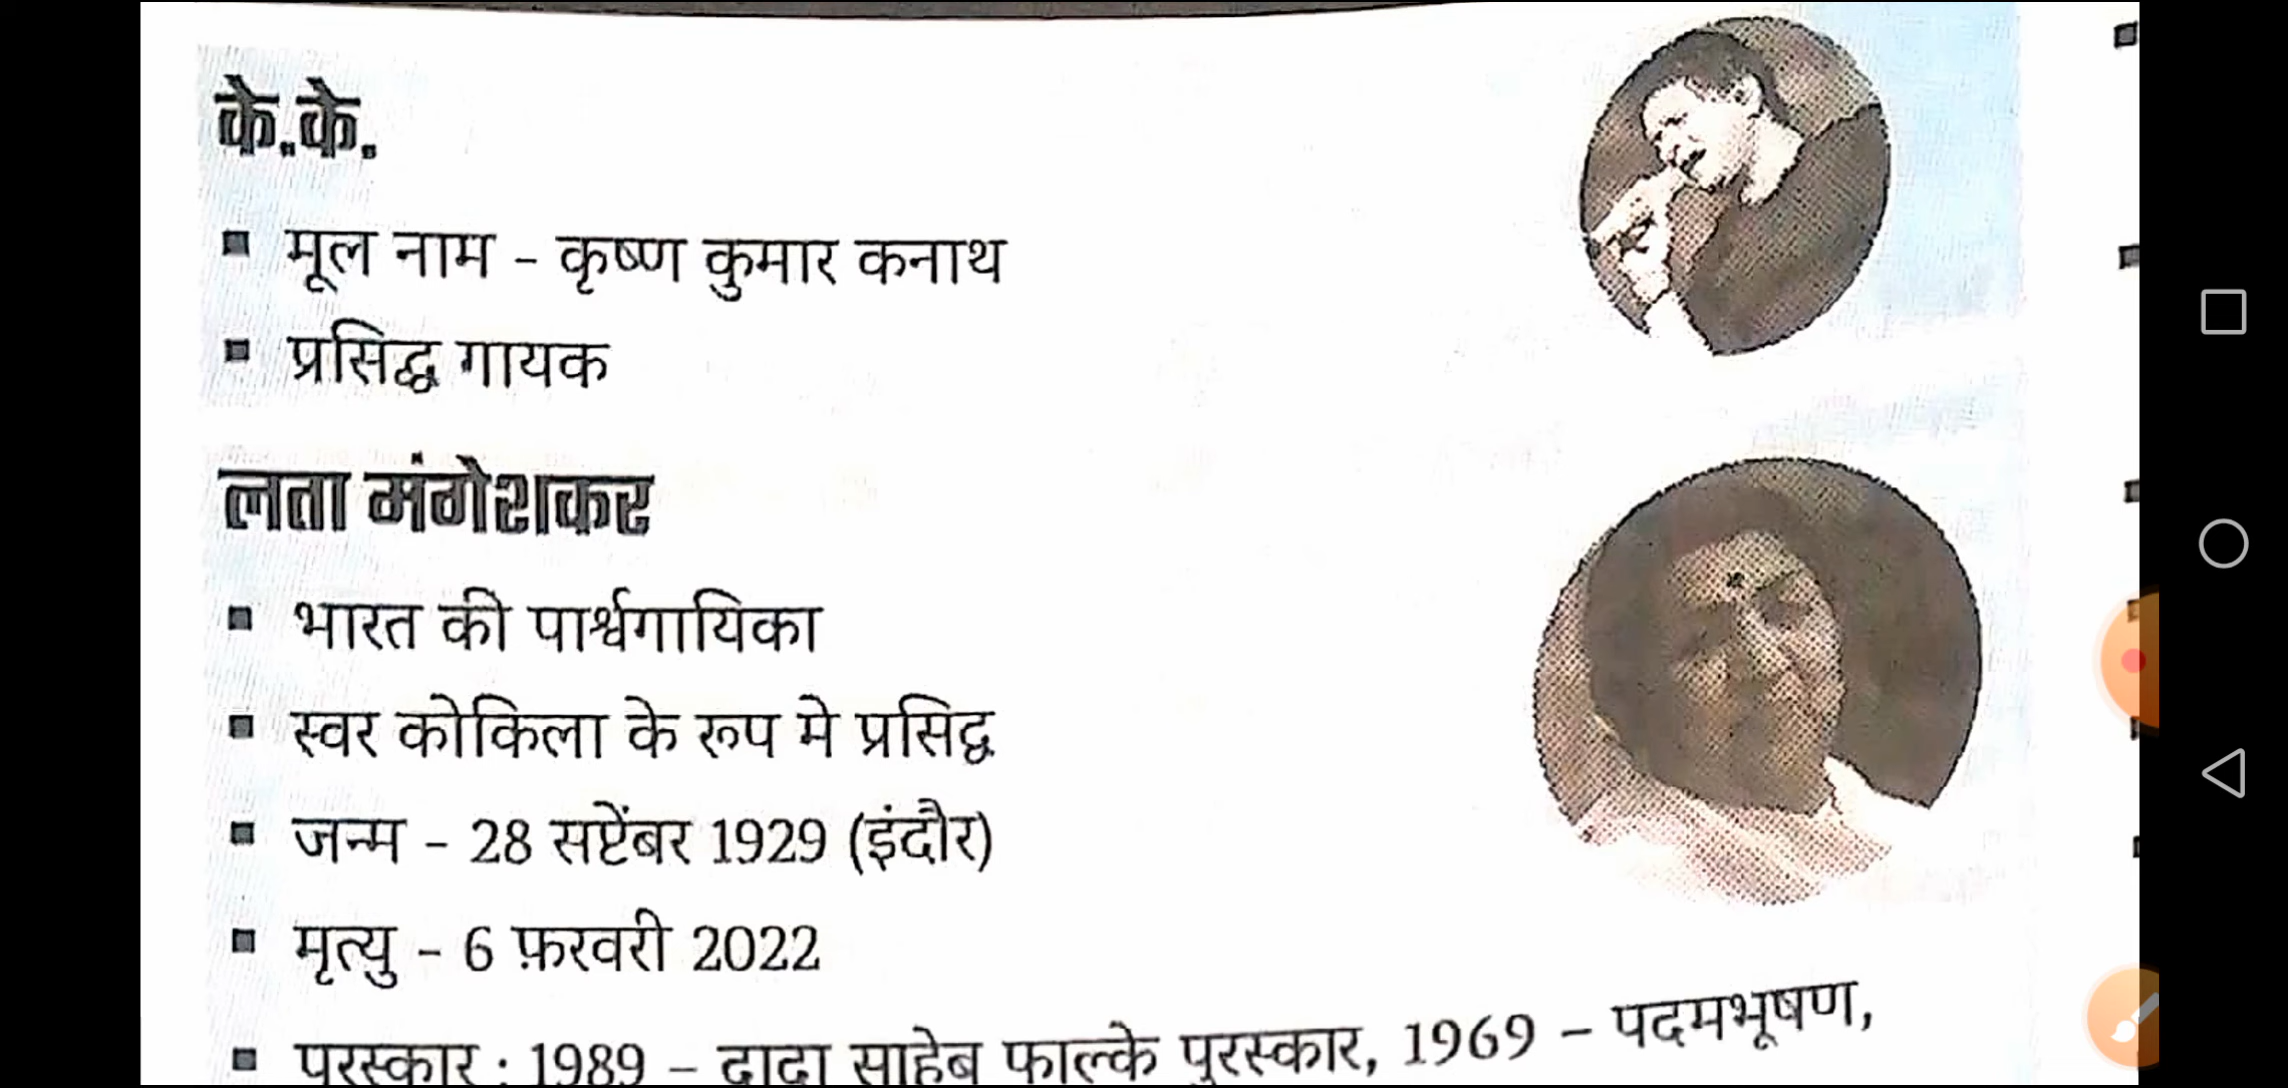 के.के.
▪ मूल नाम - कृष्ण कुमार कनाथ
▪ प्रसिद्ध गायक
लता मंगेशकर
▪ भारत की पार्श्वगायिका
▪ स्वर कोकिला के रूप मे प्रसिद्ध
▪ जन्म - 28 सप्टेंबर 1929 (इंदौर)
▪ मृत्यु - 6 फ़रवरी 2022
▪ पुरस्कार : 1989 – दादा साहेब फाल्के पुरस्कार, 1969 – पदमभूषण,